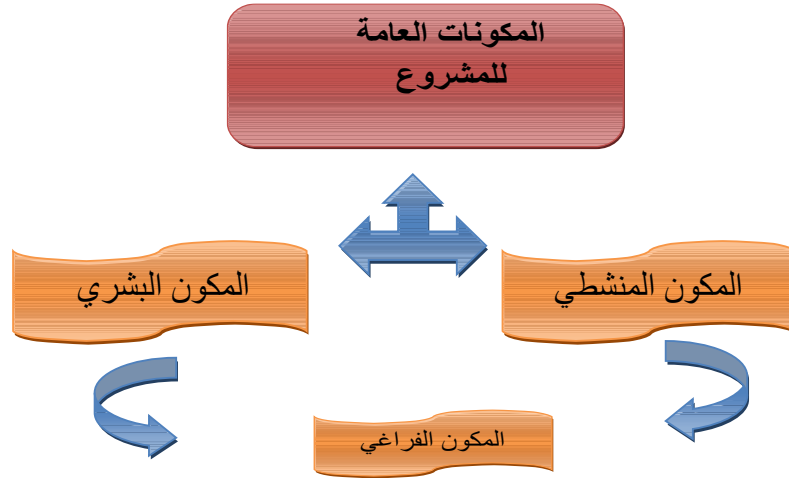 المكونات العامة
للمشروع
المكون المنشطي
المكون البشري
المكون الفراغي